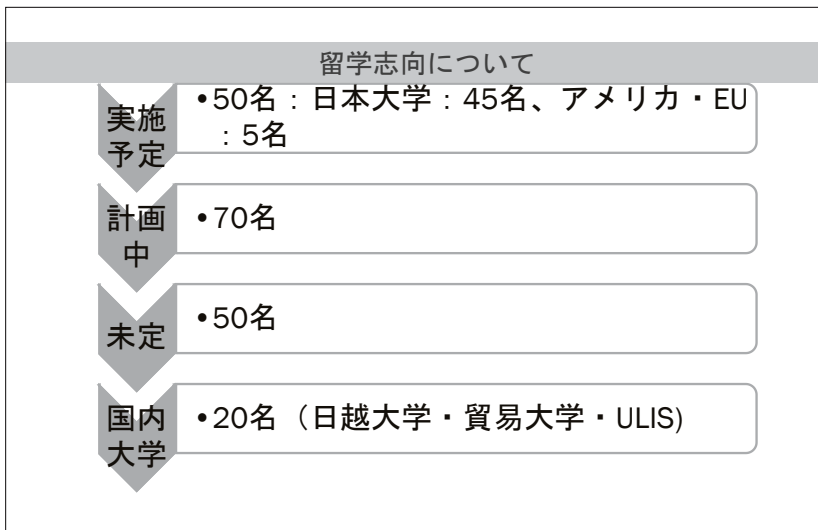 留学志向について
実施
予定
•50名：日本大学：45名、アメリカ・EU
：5名
計画
中
•70名
未定
•50名
国内
大学
•20名（日越大学・貿易大学・ULIS)